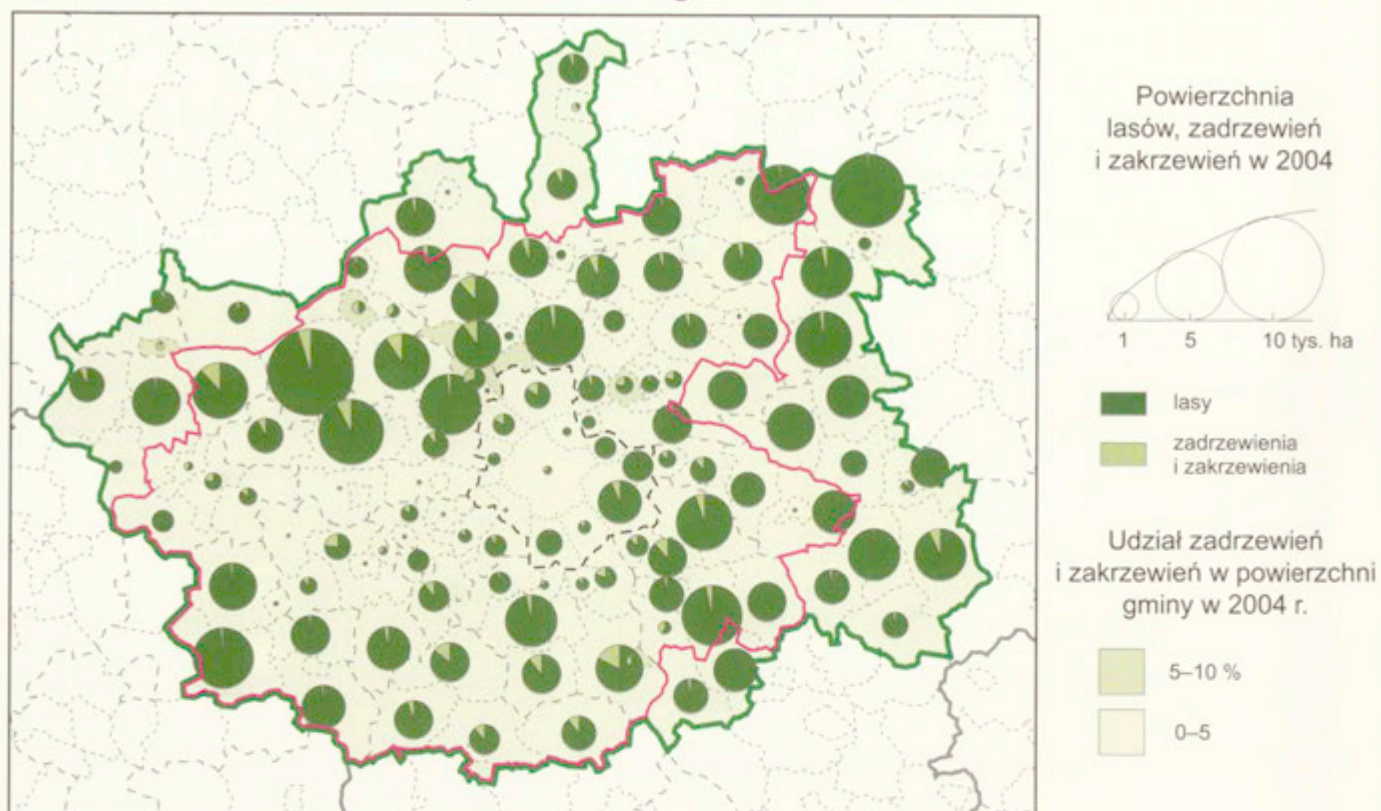 Powierzchnia
lasów, zadrzewień
i zakrzewień w 2004
1 5 10 tys. ha
lasy
zadrzewienia
i zakrzewienia
Udział zadrzewień
i zakrzewień w powierzchni
gminy w 2004 r.
5–10 %
0–5